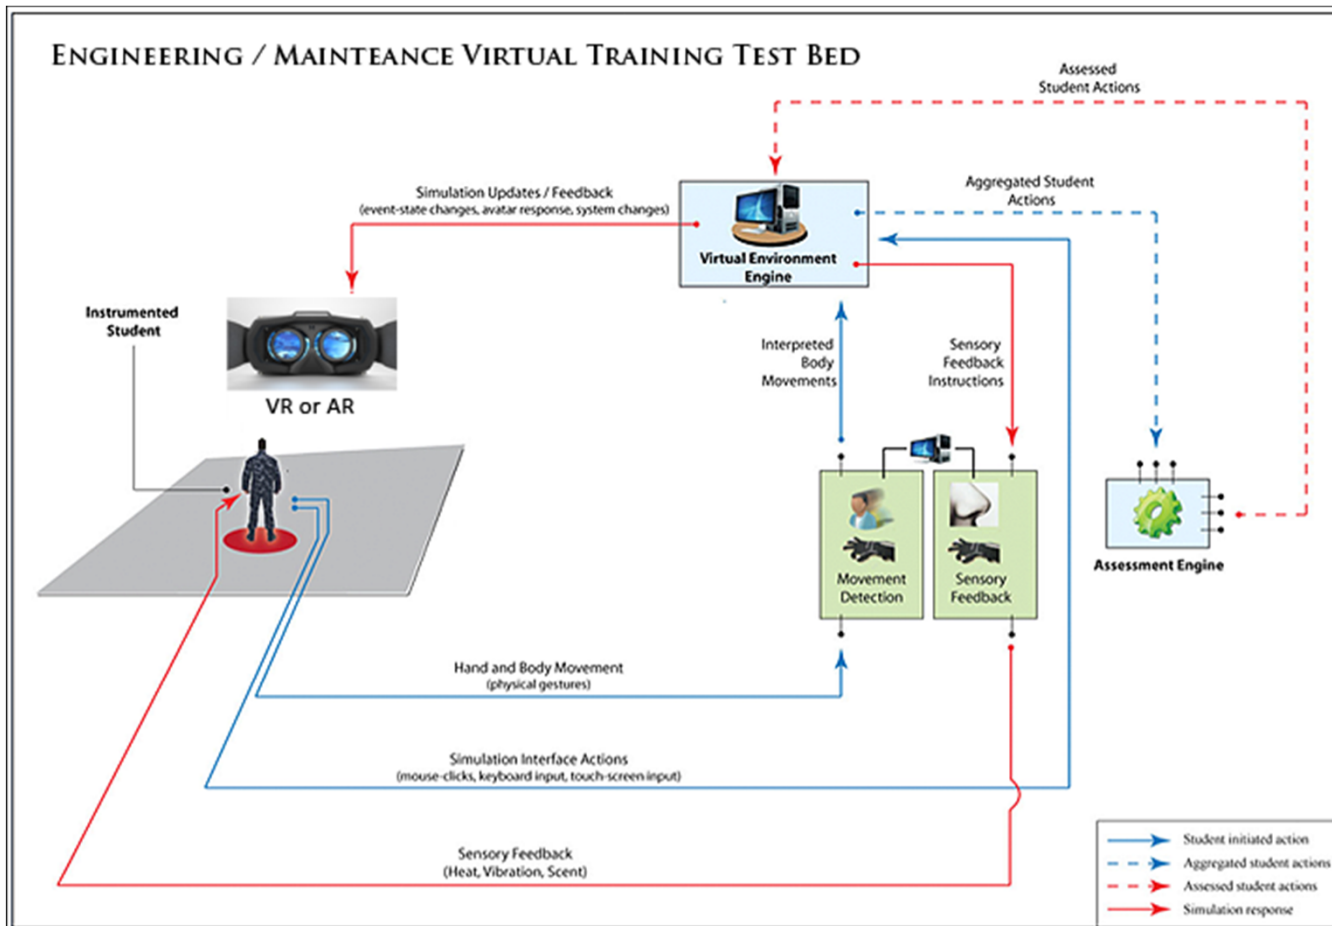 ENGINEERING / MAINTEANCE VIRTUAL TRAINING TEST BED
Assessed
Student Actions
Simulation Updates / Feedback
(event-state changes, avatar response, system changes)
Aggregated Student
Actions
Virtual Environment
Engine
Instrumented
Student
VR or AR
Interpreted
Body
Movements
Sensory
Feedback
Instructions
Movement
Detection
Sensory
Feedback
Assessment Engine
Hand and Body Movement
(physical gestures)
Simulation Interface Actions
(mouse-clicks, keyboard input, touch-screen input)
Sensory Feedback
(Heat, Vibration, Scent)
Student initiated action
Aggregated student actions
Assessed student actions
Simulation response